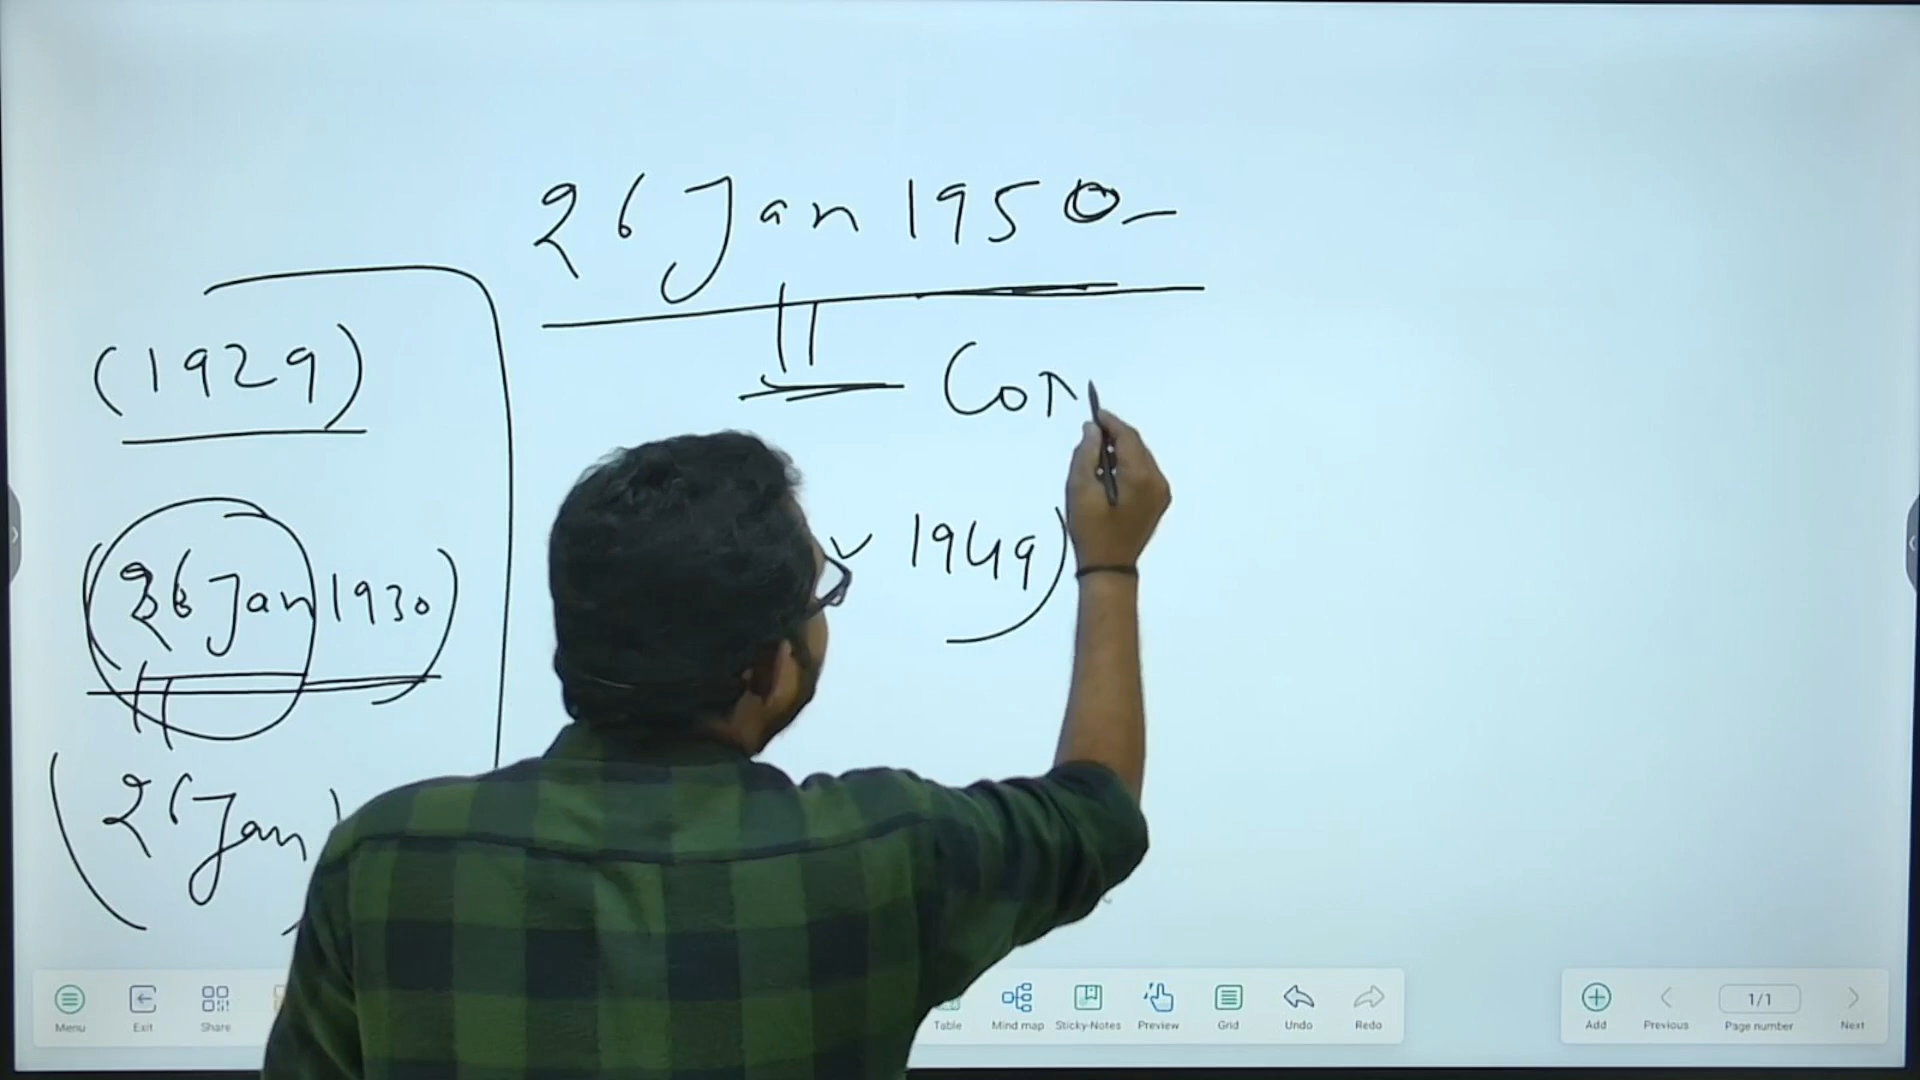 26 Jan 1950-
(1929)
Con
1949)
(26 Jan 1930)
(26 Jan)
Menu Exit Share Table Mind map Sticky-Notes Preview Grid Undo Redo Add Previous 1/1 Page number Next